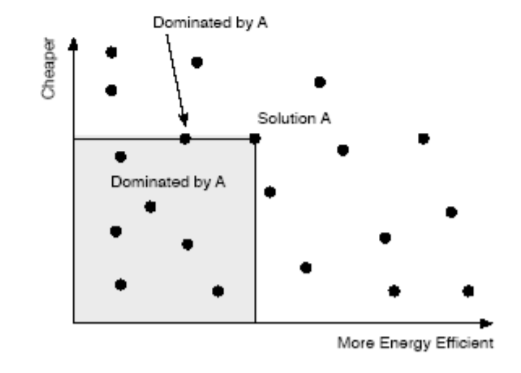 Dominated by A
Cheaper
Solution A
Dominated by A
More Energy Efficient